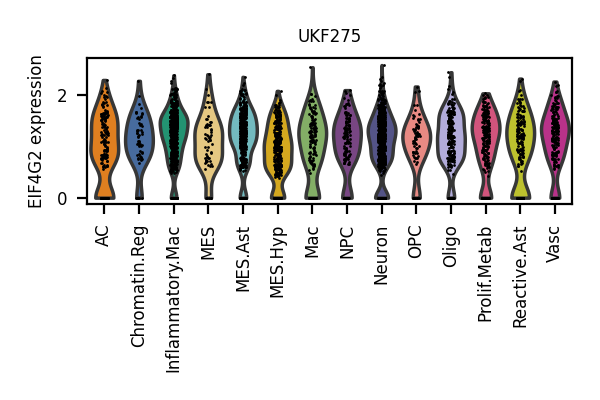 UKF275
EIF4G2 expression
2
0
AC
Chromatin.Reg
Inflammatory.Mac
MES
MES.Ast
MES.Hyp
Mac
NPC
Neuron
OPC
Oligo
Prolif.Metab
Reactive.Ast
Vasc